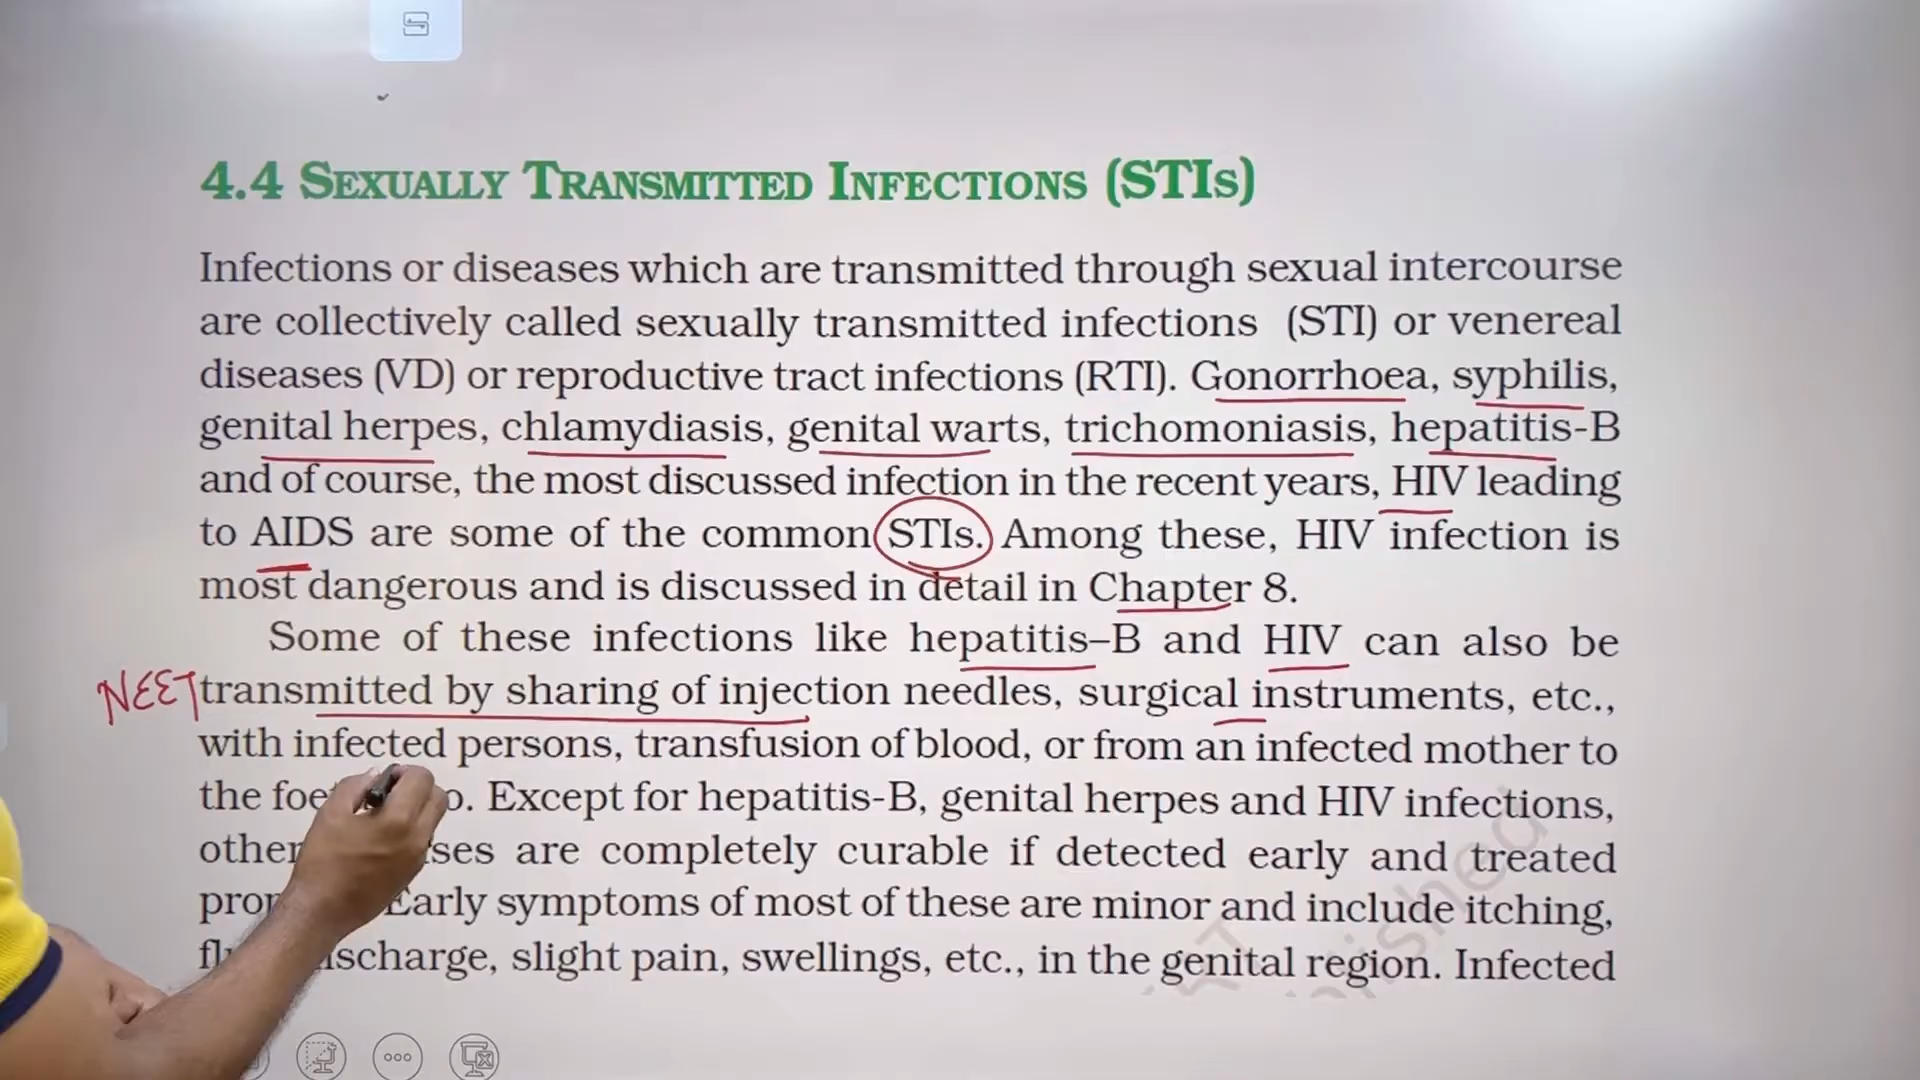 4.4 SEXUALLY TRANSMITTED INFECTIONS (STIs)
Infections or diseases which are transmitted through sexual intercourse
are collectively called sexually transmitted infections (STI) or venereal
diseases (VD) or reproductive tract infections (RTI). Gonorrhoea, syphilis,
genital herpes, chlamydiasis, genital warts, trichomoniasis, hepatitis-B
and of course, the most discussed infection in the recent years, HIV leading
to AIDS are some of the common STIs. Among these, HIV infection is
most dangerous and is discussed in detail in Chapter 8.
Some of these infections like hepatitis–B and HIV can also be
NEET transmitted by sharing of injection needles, surgical instruments, etc.,
with infected persons, transfusion of blood, or from an infected mother to
the Except for hepatitis-B, genital herpes and HIV infections,
other are completely curable if detected early and treated
Early symptoms of most of these are minor and include itching,
slight pain, swellings, etc., in the genital region. Infected